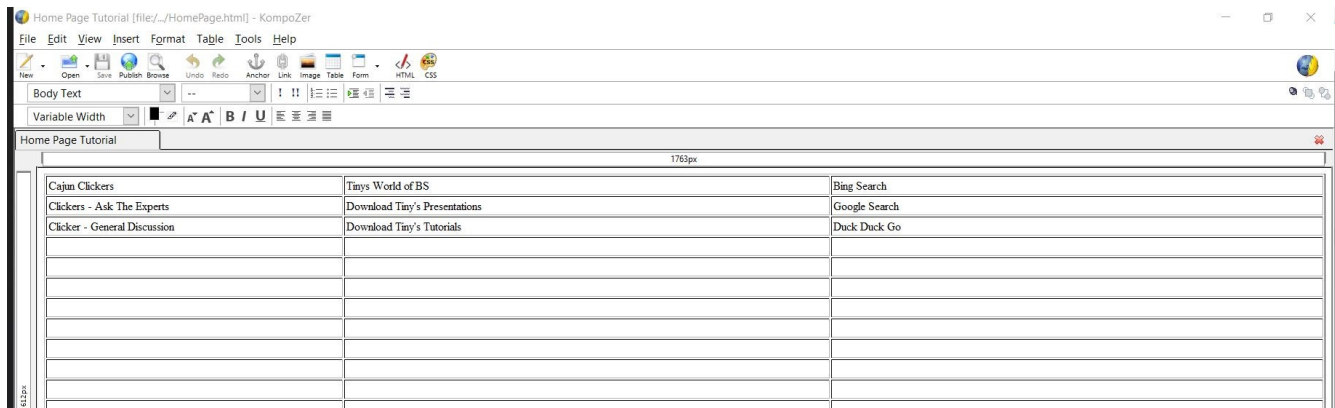 Home Page Tutorial [file:/.../HomePage.html] - KompoZer
File Edit View Insert Format Table Tools Help
New Open Save Publish Browse Undo Redo Anchor Link Image Table Form HTML CSS
Body Text --
Variable Width A A B I U
Home Page Tutorial
1763px
Cajun Clickers Tinys World of BS Bing Search
Clickers - Ask The Experts Download Tiny's Presentations Google Search
Clicker - General Discussion Download Tiny's Tutorials Duck Duck Go
612px